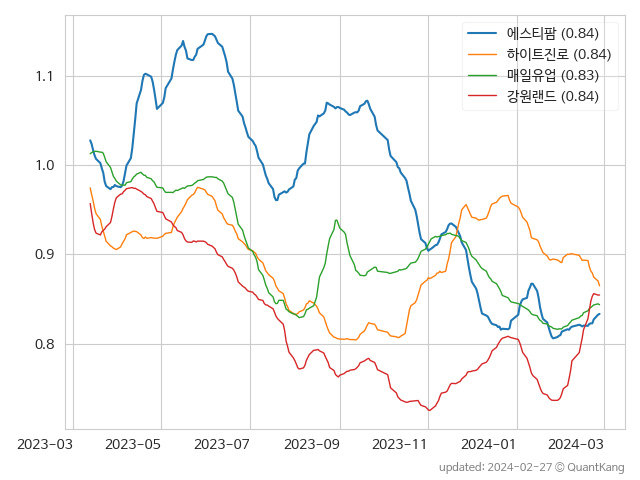 에스티팜 (0.84)
하이트진로 (0.84)
매일유업 (0.83)
강원랜드 (0.84)
1.1
1.0
0.9
0.8
2023-03 2023-05 2023-07 2023-09 2023-11 2024-01 2024-03
updated: 2024-02-27 © QuantKang